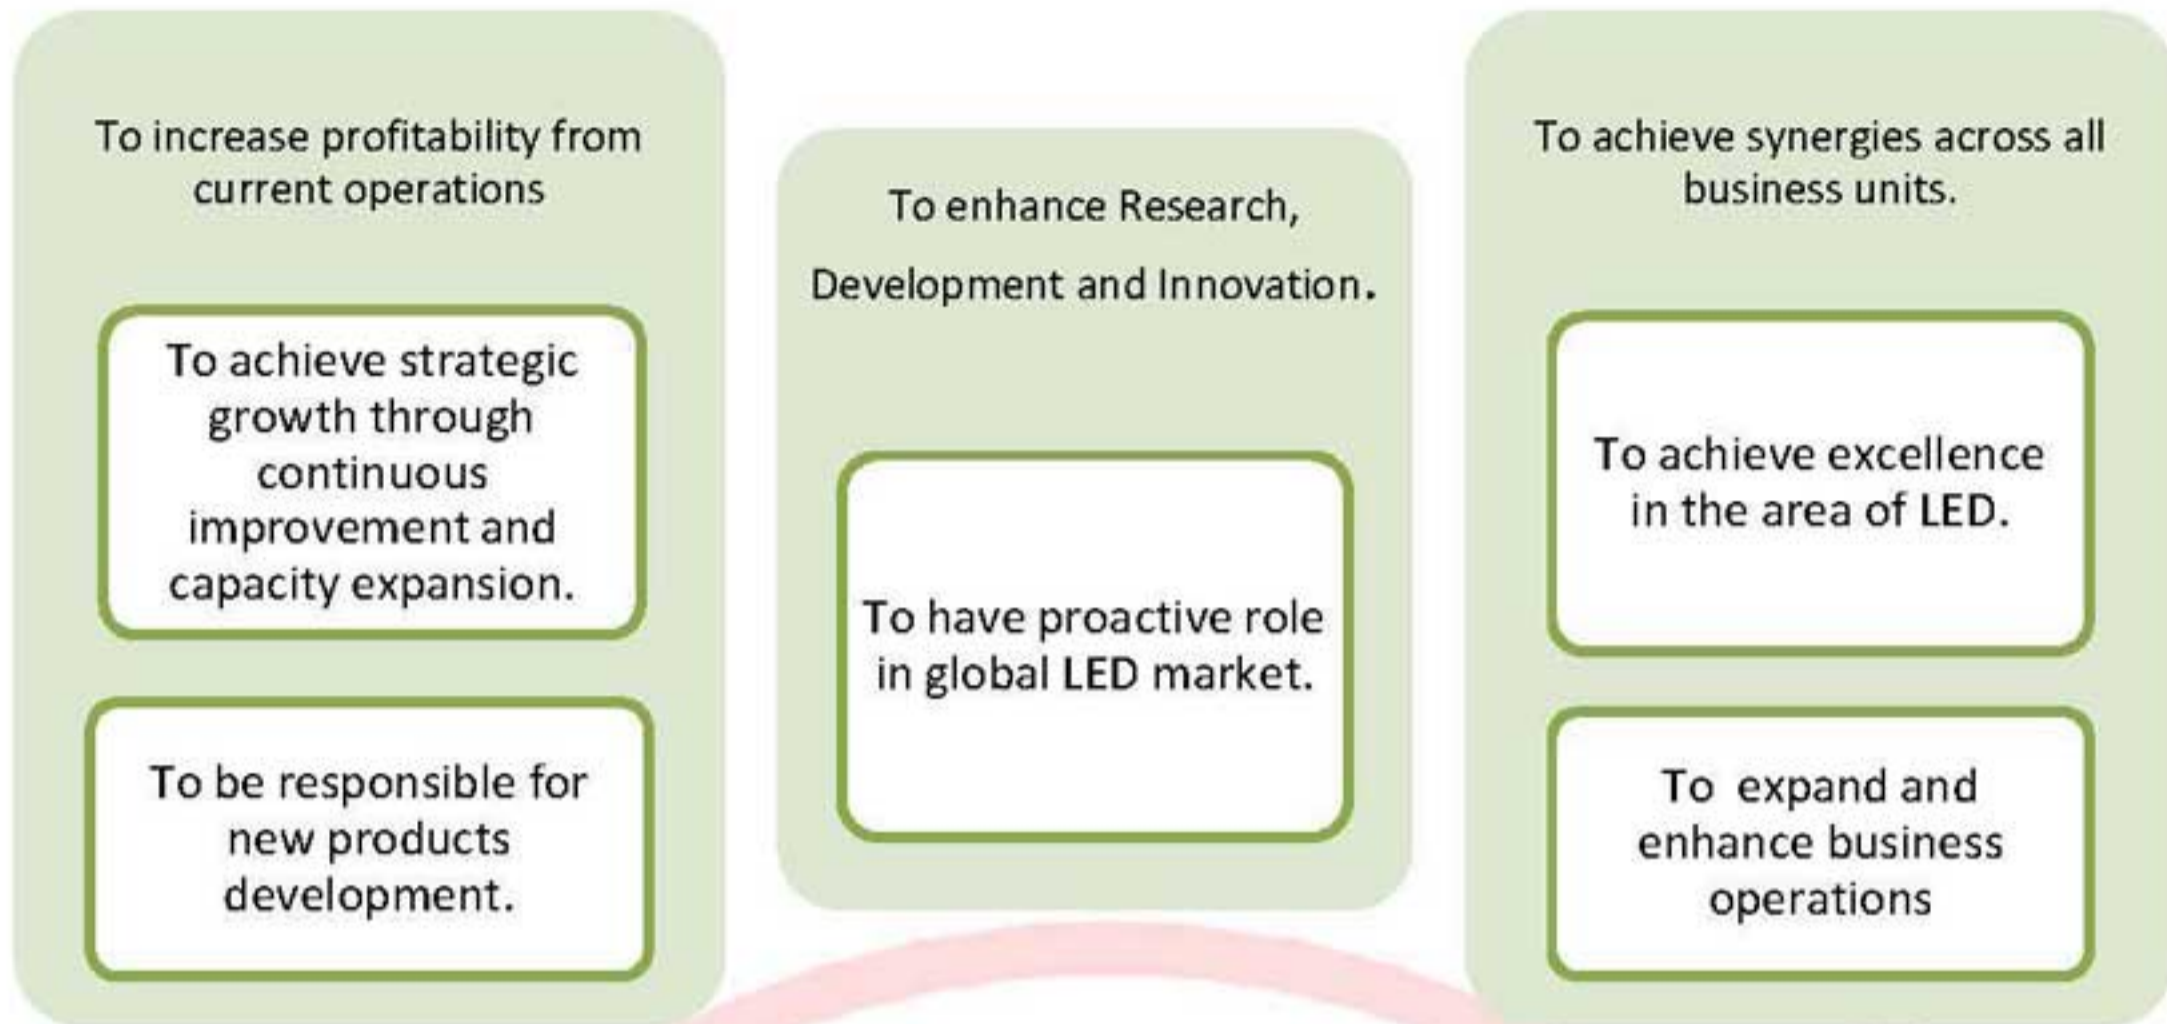 To increase profitability from
current operations
To achieve strategic
growth through
continuous
improvement and
capacity expansion.
To be responsible for
new products
development.
To enhance Research,
Development and Innovation.
To have proactive role
in global LED market.
To achieve synergies across all
business units.
To achieve excellence
in the area of LED.
To  expand and
enhance business
operations